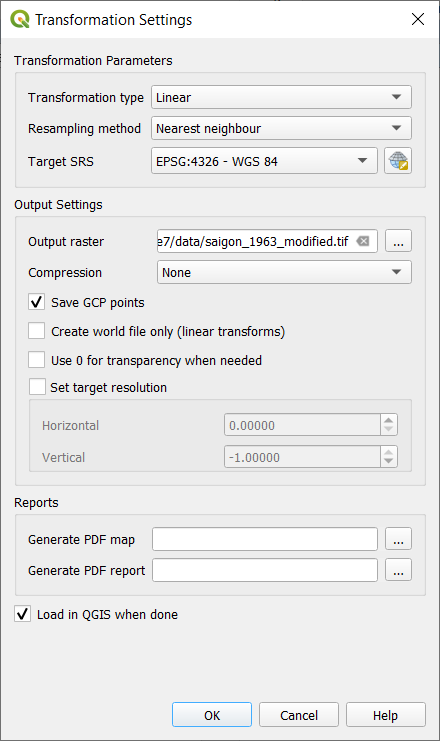 Transformation Settings
Transformation Parameters
Transformation type Linear
Resampling method Nearest neighbour
Target SRS EPSG:4326 - WGS 84
Output Settings
Output raster e7/data/saigon_1963_modified.tif ...
Compression None
Save GCP points
Create world file only (linear transforms)
Use 0 for transparency when needed
Set target resolution
Horizontal 0.00000
Vertical -1.00000
Reports
Generate PDF map ...
Generate PDF report ...
Load in QGIS when done
OK Cancel Help